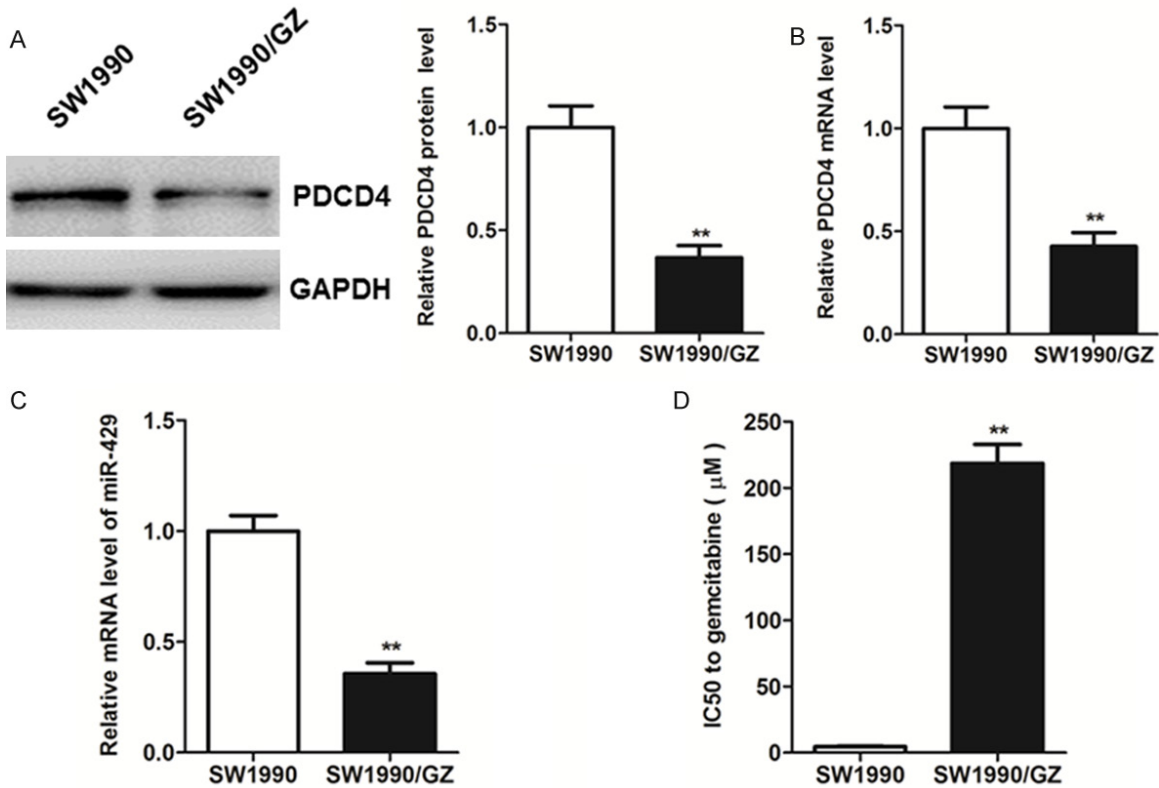 A
SW1990
SW1990/GZ
PDCD4
GAPDH
Relative PDCD4 protein level
1.5
1.0
0.5
0.0
**
SW1990
SW1990/GZ
B
Relative PDCD4 mRNA level
1.5
1.0
0.5
0.0
**
SW1990
SW1990/GZ
C
Relative mRNA level of miR-429
1.5
1.0
0.5
0.0
**
SW1990
SW1990/GZ
D
IC50 to gemcitabine ( μM )
250
200
150
100
50
0
**
SW1990
SW1990/GZ